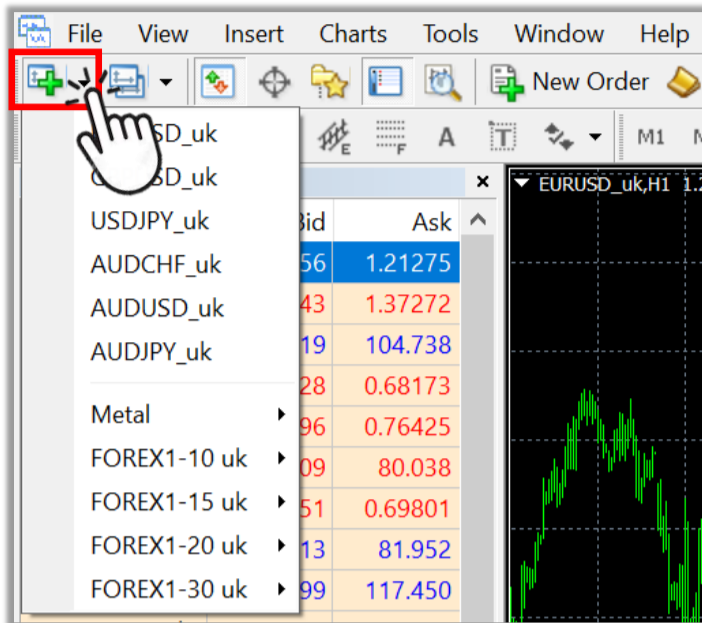 File View Insert Charts Tools Window Help
New Order
E F A T M1
SD_uk
SD_uk
USDJPY_uk
AUDCHF_uk
AUDUSD_uk
AUDJPY_uk
Metal
FOREX1-10 uk
FOREX1-15 uk
FOREX1-20 uk
FOREX1-30 uk
Ask
56 1.21275
43 1.37272
19 104.738
28 0.68173
96 0.76425
09 80.038
51 0.69801
13 81.952
99 117.450
EURUSD_uk,H1 1.2